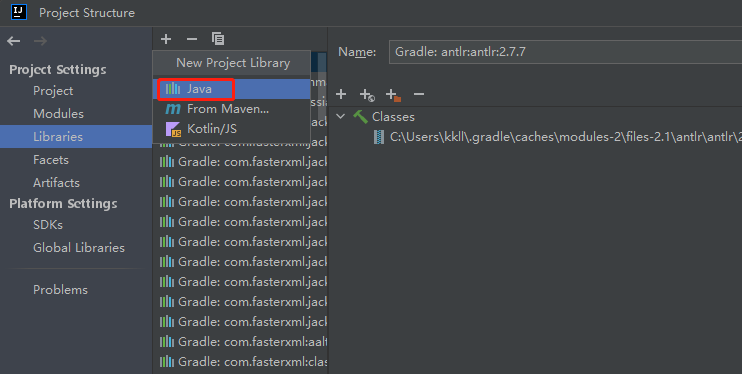 IJ Project Structure
Project Settings
Project
Modules
Libraries
Facets
Artifacts
Platform Settings
SDKs
Global Libraries
Problems
New Project Library
Java
m From Maven...
JS Kotlin/JS
Gradle: com.fasterxml.jack
Gradle: com.fasterxml.jack
Gradle: com.fasterxml.jack
Gradle: com.fasterxml.jack
Gradle: com.fasterxml.jack
Gradle: com.fasterxml.jack
Gradle: com.fasterxml.jack
Gradle: com.fasterxml.jack
Gradle: com.fasterxml.jack
Gradle: com.fasterxml:aalt
Gradle: com.fasterxml:clas
Name: Gradle: antlr:antlr:2.7.7
Classes
C:\Users\kkll\.gradle\caches\modules-2\files-2.1\antlr\antlr\2